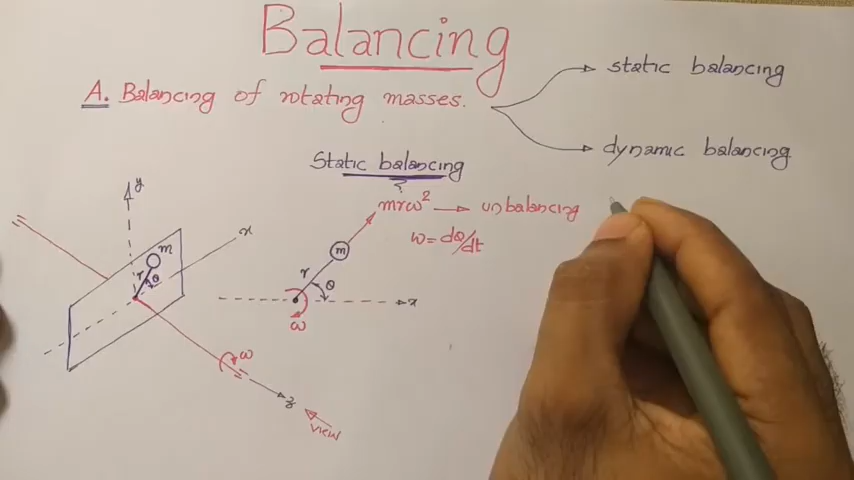 Balancing
A. Balancing of rotating masses.
static balancing
dynamic balancing
Static balancing
mrω² → unbalancing
ω = dθ/dt
y
x
m
r
θ
ω
z
view
m
r
θ
x
ω